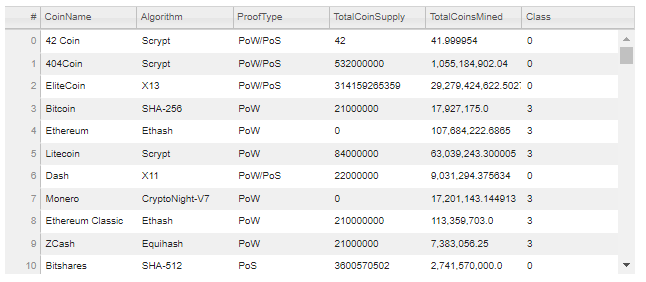 # CoinName Algorithm ProofType TotalCoinSupply TotalCoinsMined Class
0 42 Coin Scrypt PoW/PoS 42 41.999954 0
1 404Coin Scrypt PoW/PoS 532000000 1,055,184,902.04 0
2 EliteCoin X13 PoW/PoS 314159265359 29,279,424,622.502 0
3 Bitcoin SHA-256 PoW 21000000 17,927,175.0 3
4 Ethereum Ethash PoW 0 107,684,222.6865 3
5 Litecoin Scrypt PoW 84000000 63,039,243.300005 3
6 Dash X11 PoW/PoS 22000000 9,031,294.375634 0
7 Monero CryptoNight-V7 PoW 0 17,201,143.144913 3
8 Ethereum Classic Ethash PoW 210000000 113,359,703.0 3
9 ZCash Equihash PoW 21000000 7,383,056.25 3
10 Bitshares SHA-512 PoS 3600570502 2,741,570,000.0 0